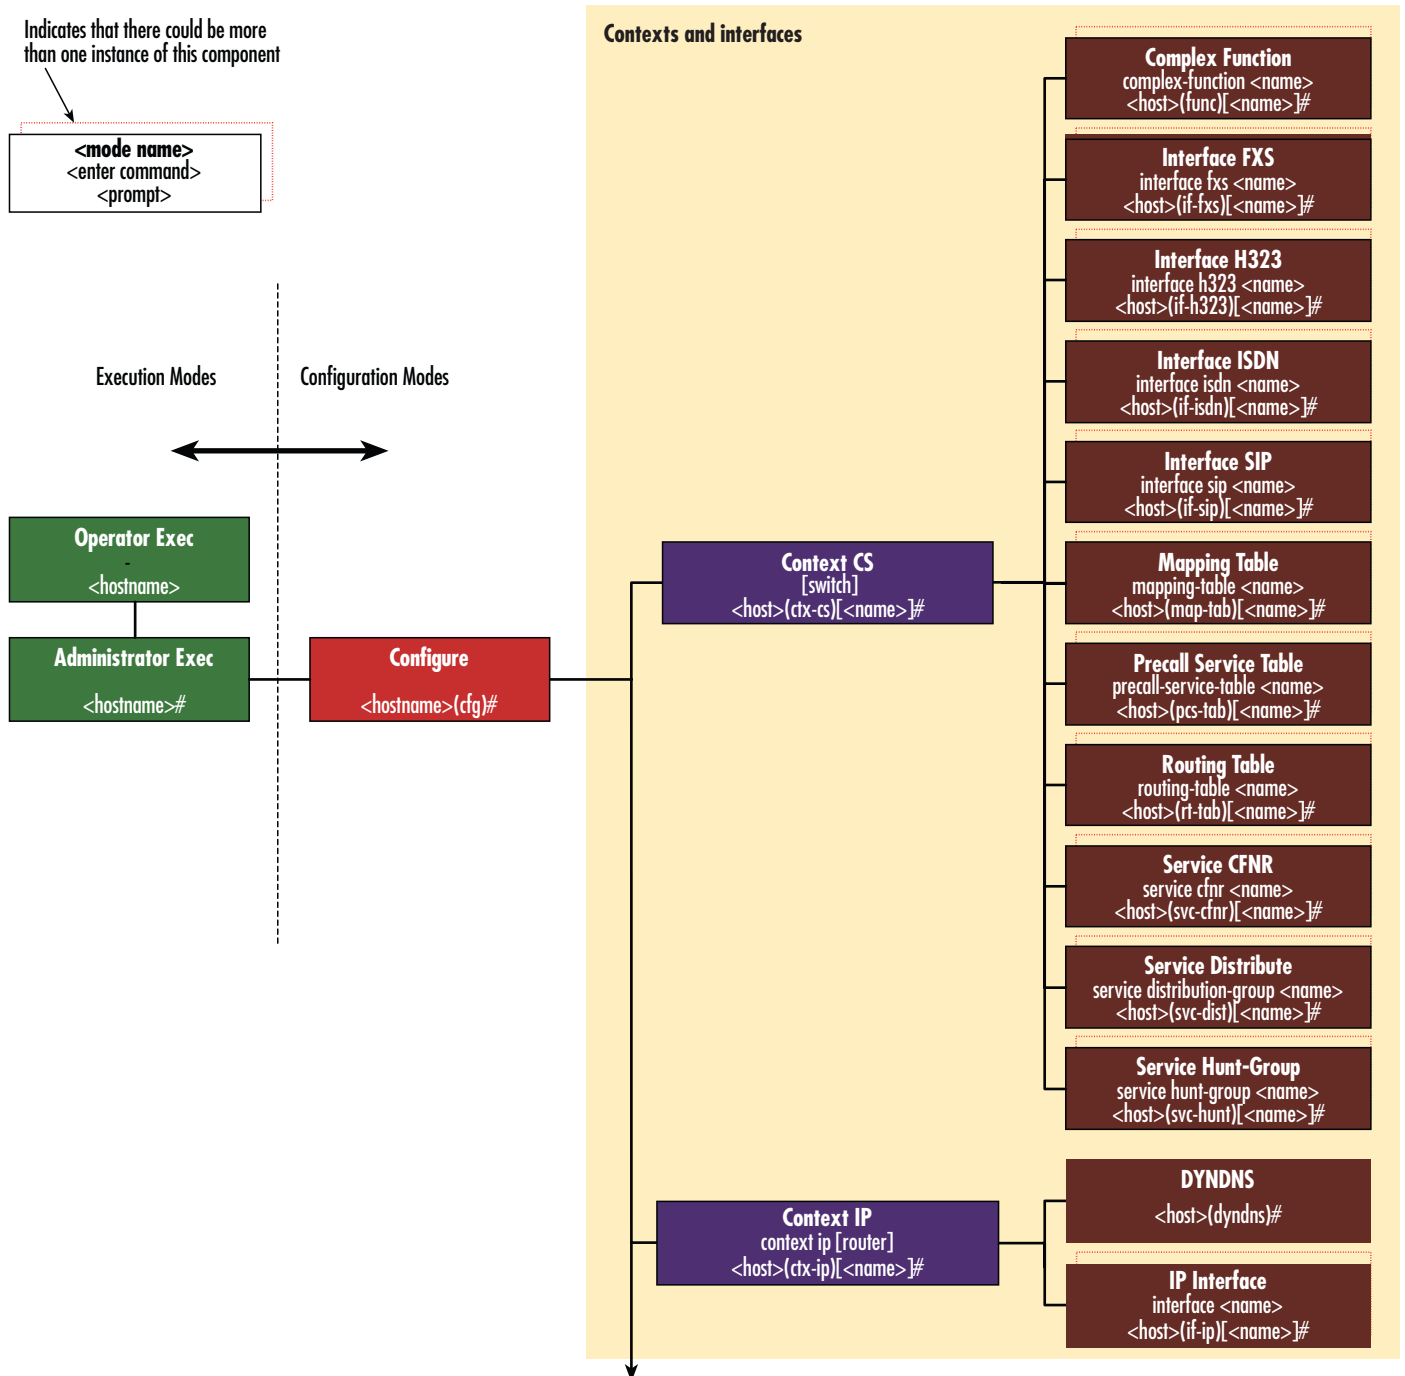 Indicates that there could be more
than one instance of this component
<mode name>
<enter command>
<prompt>
Execution Modes
Configuration Modes
Operator Exec
-
<hostname>
Administrator Exec
<hostname>#
Configure
<hostname>(cfg)#
Contexts and interfaces
Context CS
[switch]
<host>(ctx-cs)[<name>]#
Complex Function
complex-function <name>
<host>(func)[<name>]#
Interface FXS
interface fxs <name>
<host>(if-fxs)[<name>]#
Interface H323
interface h323 <name>
<host>(if-h323)[<name>]#
Interface ISDN
interface isdn <name>
<host>(if-isdn)[<name>]#
Interface SIP
interface sip <name>
<host>(if-sip)[<name>]#
Mapping Table
mapping-table <name>
<host>(map-tab)[<name>]#
Precall Service Table
precall-service-table <name>
<host>(pcs-tab)[<name>]#
Routing Table
routing-table <name>
<host>(rt-tab)[<name>]#
Service CFNR
service cfnr <name>
<host>(svc-cfnr)[<name>]#
Service Distribute
service distribution-group <name>
<host>(svc-dist)[<name>]#
Service Hunt-Group
service hunt-group <name>
<host>(svc-hunt)[<name>]#
Context IP
context ip [router]
<host>(ctx-ip)[<name>]#
DYNDNS
<host>(dyndns)#
IP Interface
interface <name>
<host>(if-ip)[<name>]#